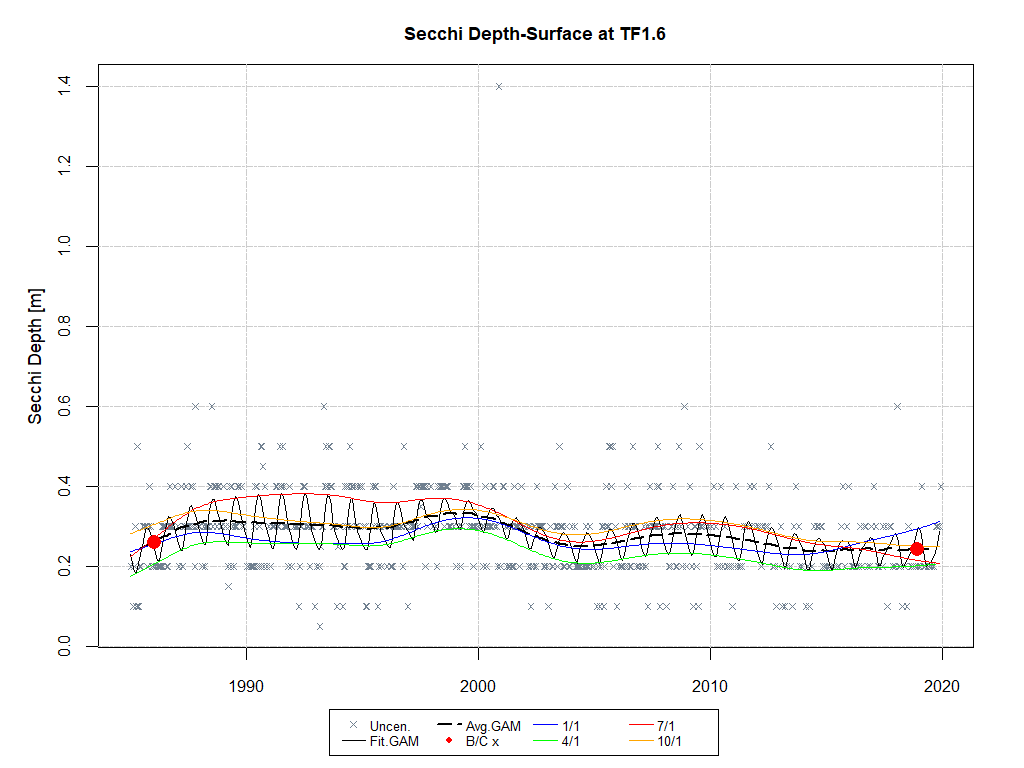 Secchi Depth-Surface at TF1.6
Secchi Depth [m]
1.4
1.2
1.0
0.8
0.6
0.4
0.2
0.0
1990 2000 2010 2020
Uncen. Avg.GAM 1/1 7/1
Fit.GAM B/C x 4/1 10/1